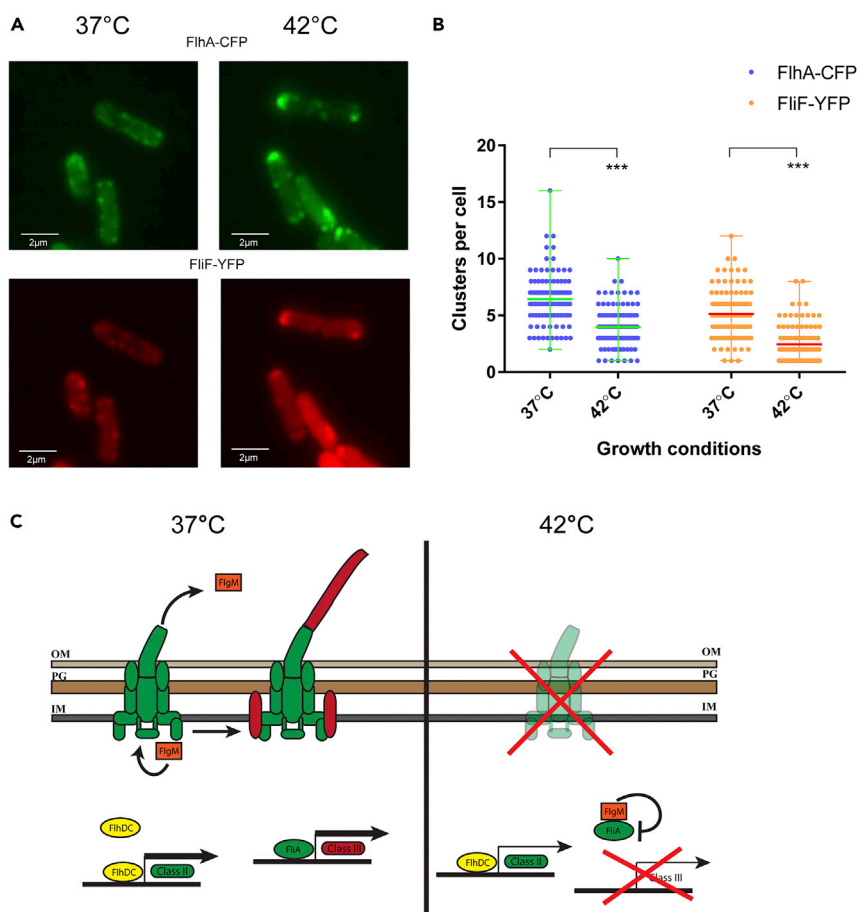 A
37°C
42°C
FlhA-CFP
2µm
2µm
FliF-YFP
2µm
2µm
B
FlhA-CFP
FliF-YFP
20
15
10
5
0
Clusters per cell
***
***
37°C
42°C
37°C
42°C
Growth conditions
C
37°C
42°C
FlgM
OM
PG
IM
FlgM
OM
PG
IM
FlhDC
FlhDC
Class II
FliA
Class III
FlhDC
Class II
FlgM
FliA
Class III